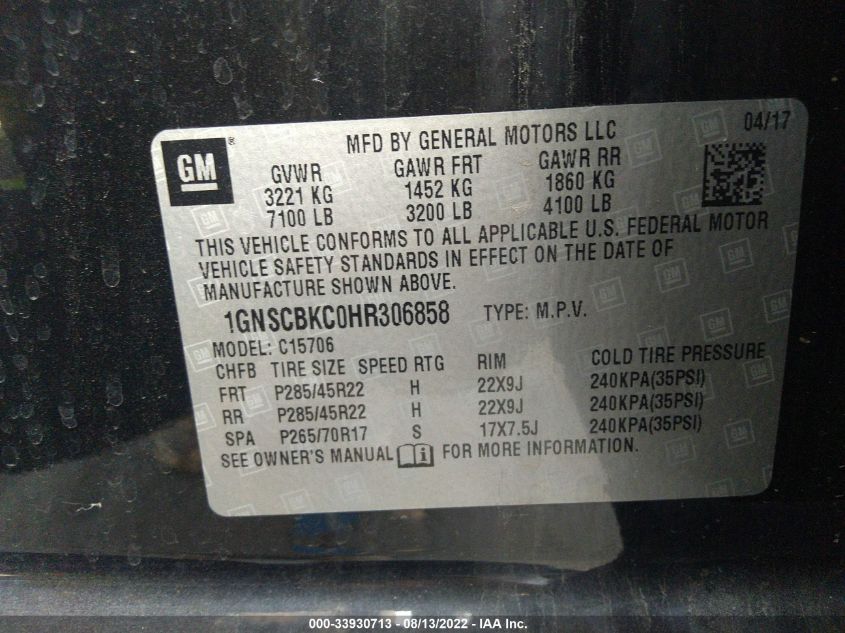 GM ®
MFD BY GENERAL MOTORS LLC 04/17
GVWR GAWR FRT GAWR RR
3221 KG 1452 KG 1860 KG
7100 LB 3200 LB 4100 LB
THIS VEHICLE CONFORMS TO ALL APPLICABLE U.S. FEDERAL MOTOR
VEHICLE SAFETY STANDARDS IN EFFECT ON THE DATE OF
MANUFACTURE SHOWN ABOVE.
1GNSCBKC0HR306858 TYPE: M.P.V.
MODEL: C15706
CHFB TIRE SIZE SPEED RTG RIM COLD TIRE PRESSURE
FRT P285/45R22 H 22X9J 240KPA(35PSI)
RR P285/45R22 H 22X9J 240KPA(35PSI)
SPA P265/70R17 S 17X7.5J 240KPA(35PSI)
SEE OWNER'S MANUAL i FOR MORE INFORMATION.
000-33930713 - 08/13/2022 - IAA Inc.